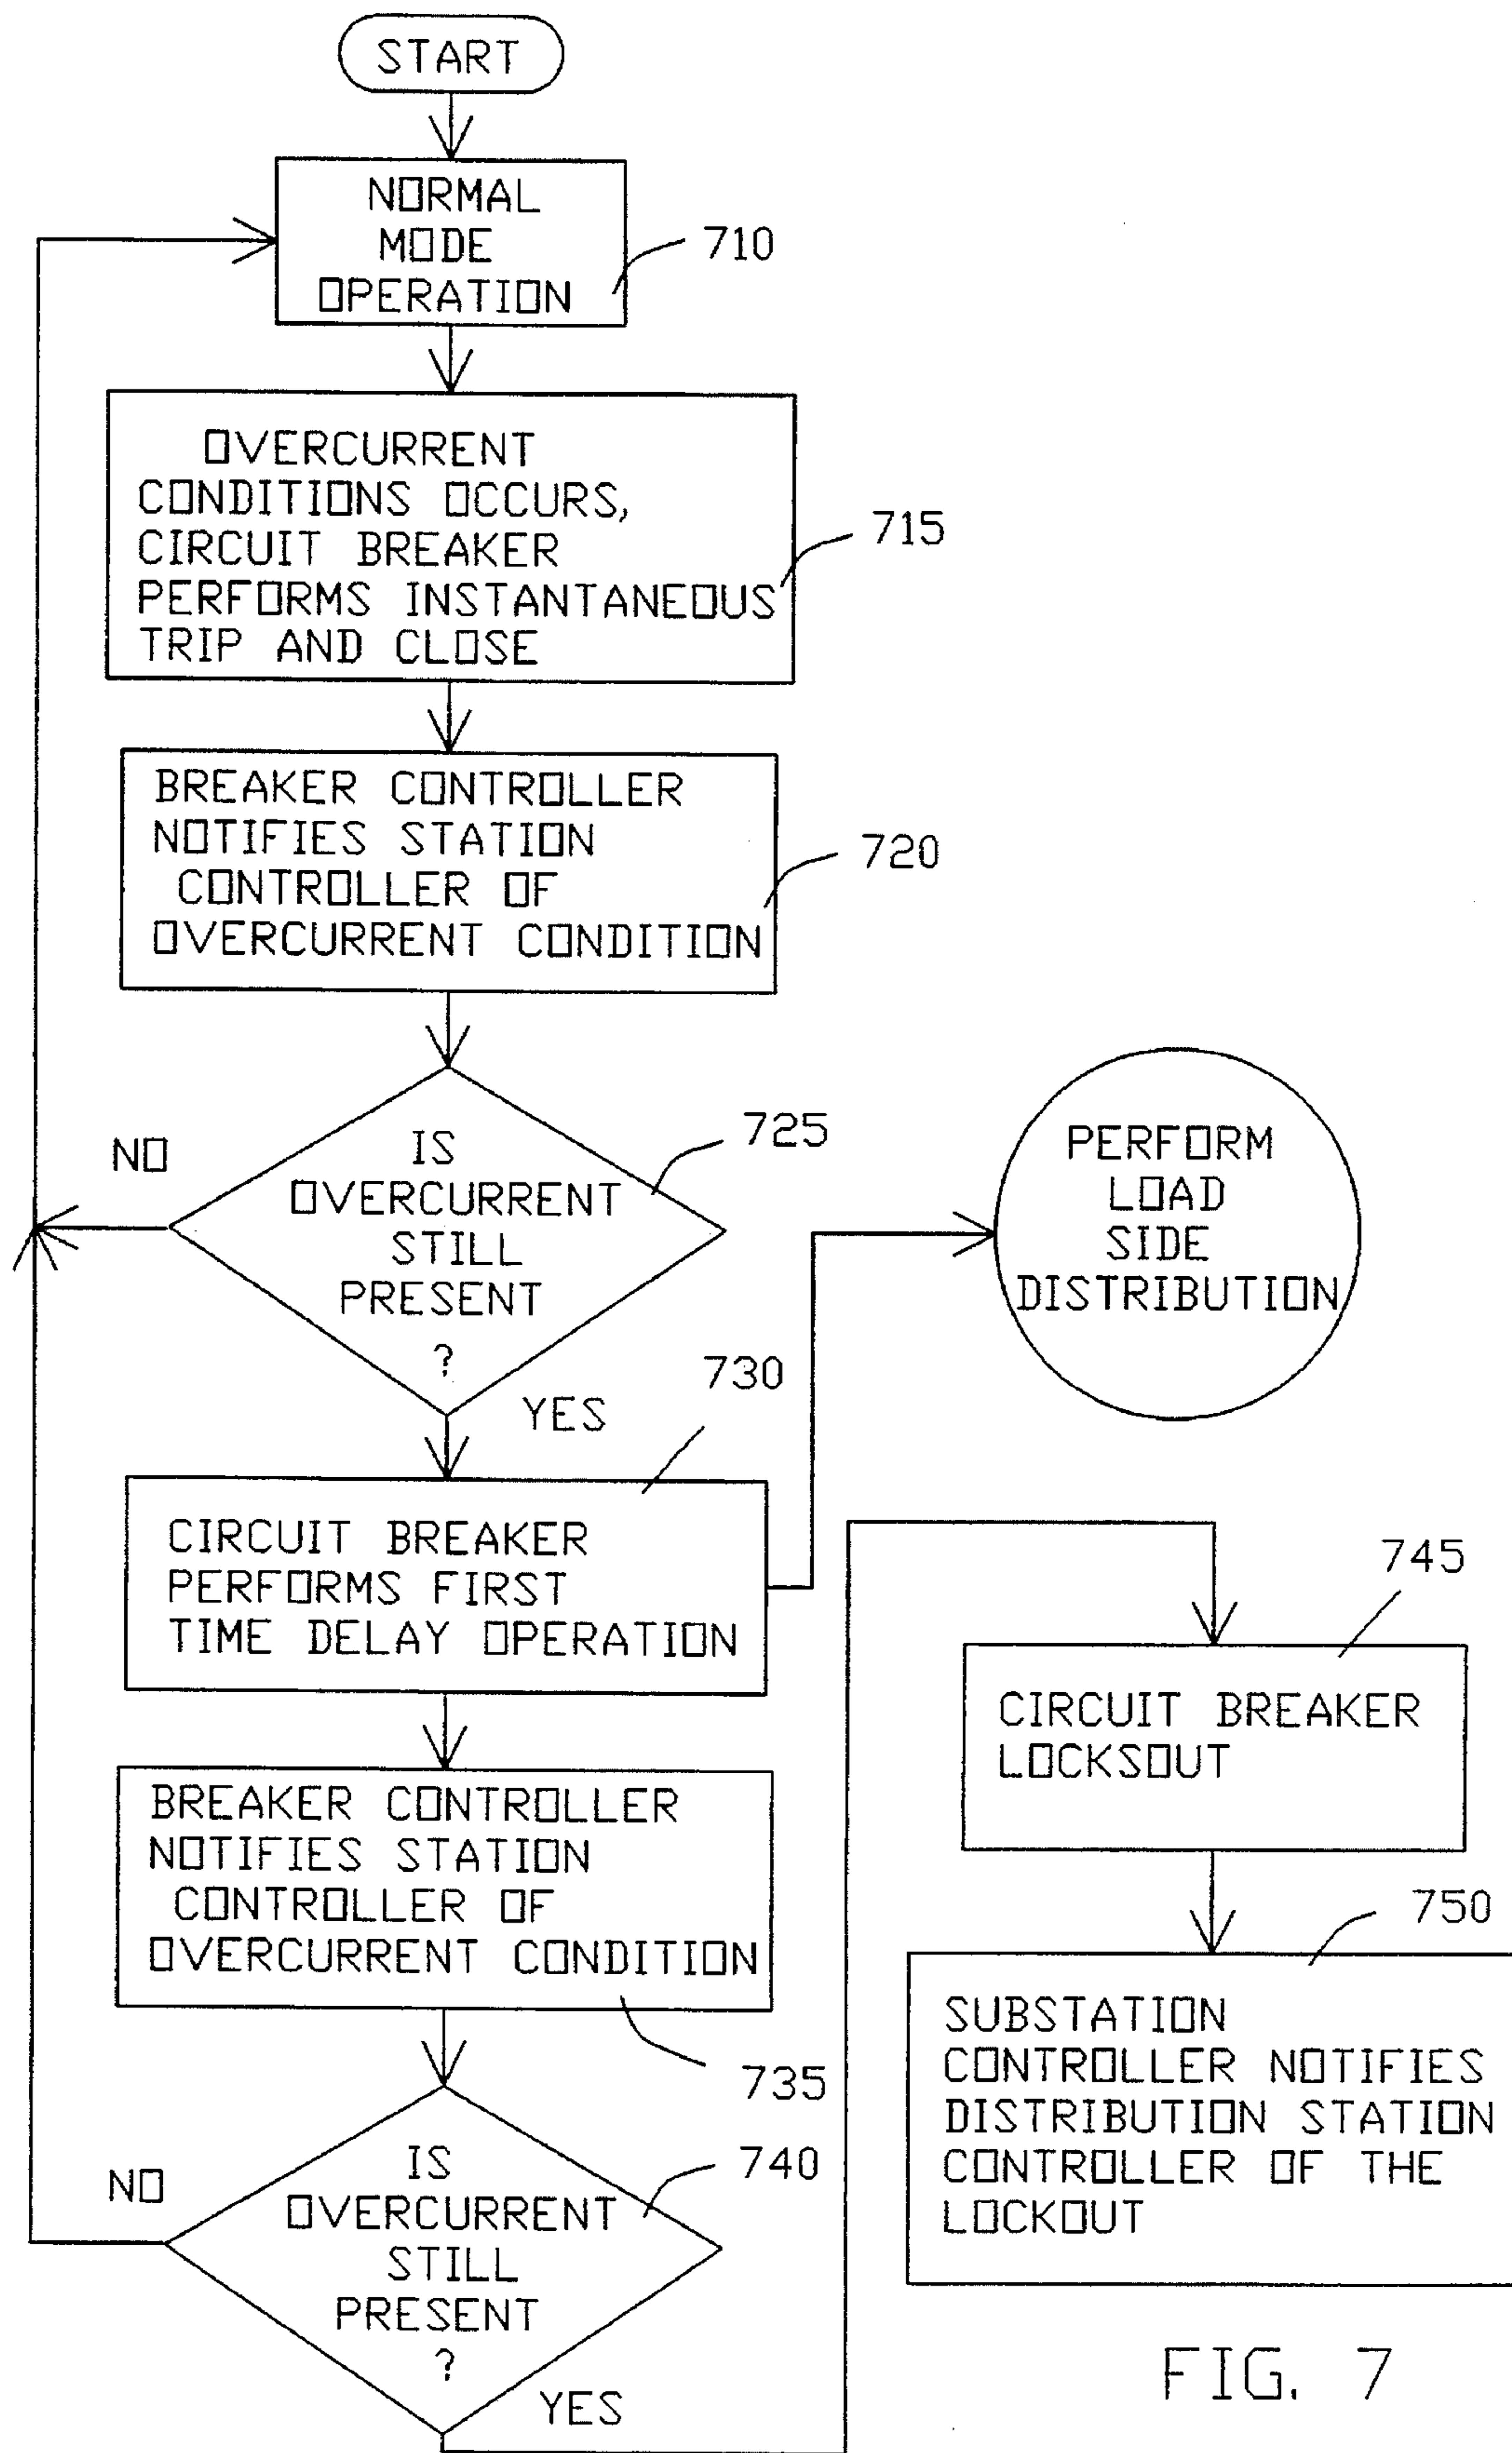 START
NORMAL
MODE
OPERATION
710
OVERCURRENT
CONDITIONS OCCURS,
CIRCUIT BREAKER
PERFORMS INSTANTANEOUS
TRIP AND CLOSE
715
BREAKER CONTROLLER
NOTIFIES STATION
CONTROLLER OF
OVERCURRENT CONDITION
720
NO
IS
OVERCURRENT
STILL
PRESENT
?
725
YES
PERFORM
LOAD
SIDE
DISTRIBUTION
730
CIRCUIT BREAKER
PERFORMS FIRST
TIME DELAY OPERATION
BREAKER CONTROLLER
NOTIFIES STATION
CONTROLLER OF
OVERCURRENT CONDITION
735
NO
IS
OVERCURRENT
STILL
PRESENT
?
740
YES
745
CIRCUIT BREAKER
LOCKSOUT
750
SUBSTATION
CONTROLLER NOTIFIES
DISTRIBUTION STATION
CONTROLLER OF THE
LOCKOUT
FIG. 7